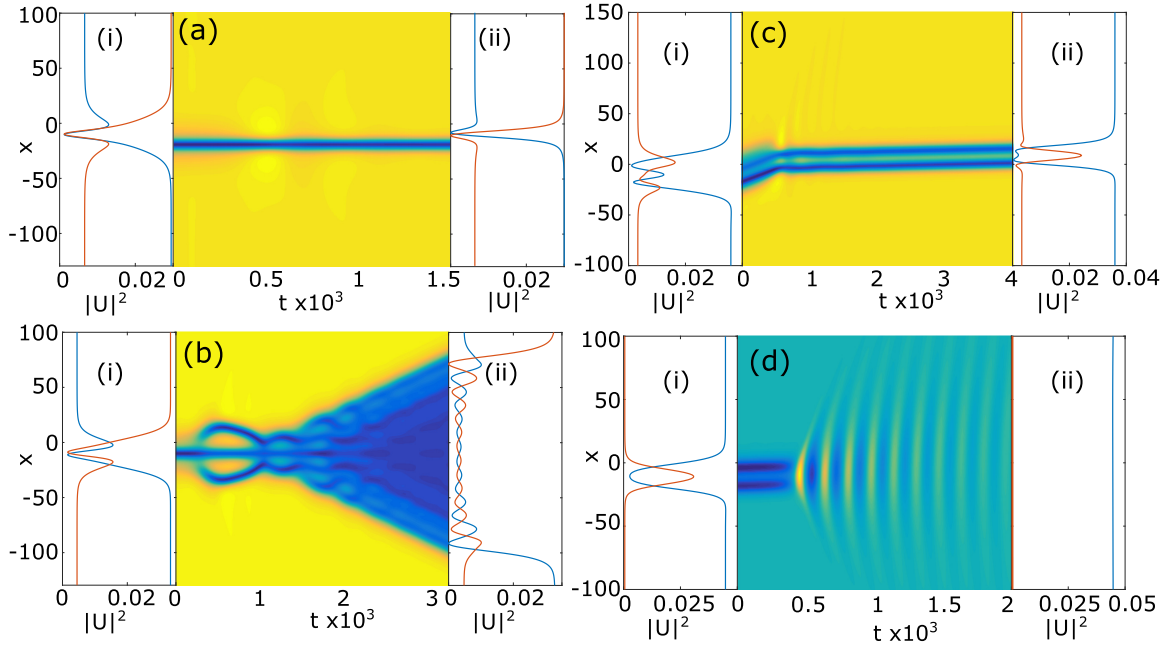 100
50
0
-50
-100
x
(i)
(a)
(ii)
0 0.02
0 0.5 1 1.5
0.02
|U|²
t x10³
|U|²
150
100
50
0
-50
-100
x
(i)
(c)
(ii)
0 0.02
0 1 2 3 4
0.02 0.04
|U|²
t x10³
|U|²
100
50
0
-50
-100
x
(i)
(b)
(ii)
0 0.02
0 1 2 3
0 0.02
|U|²
t x10³
|U|²
100
50
0
-50
-100
x
(i)
(d)
(ii)
0 0.025
0 0.5 1 1.5 2
0.025 0.05
|U|²
t x10³
|U|²